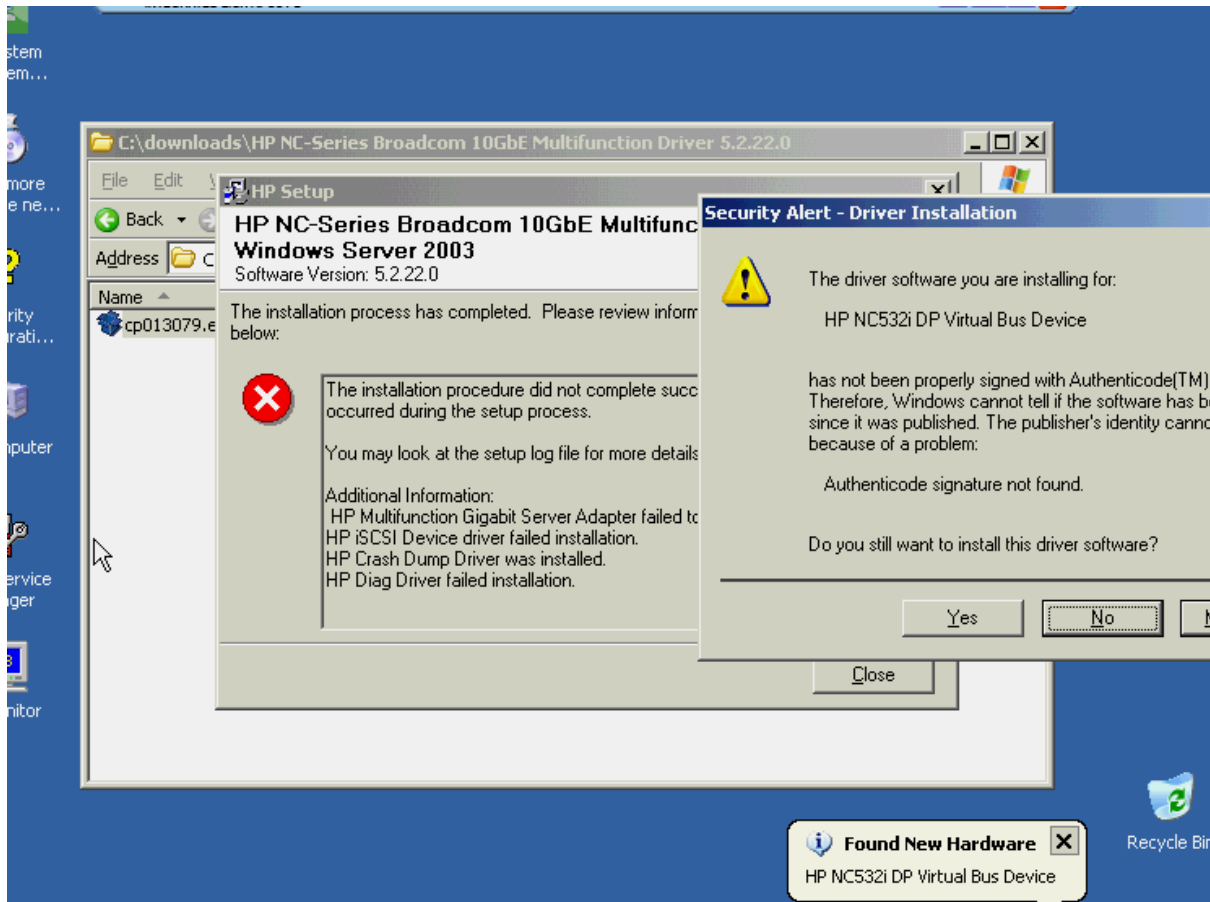 stem
em...
more
e ne...
rity
urati...
nputer
ervice
ager
nitor
C:\downloads\HP NC-Series Broadcom 10GbE Multifunction Driver 5.2.22.0
File Edit
Back
Address
Name
cp013079.e
HP Setup
HP NC-Series Broadcom 10GbE Multifunc
Windows Server 2003
Software Version: 5.2.22.0
The installation process has completed. Please review inform
below:
The installation procedure did not complete succ
occurred during the setup process.
You may look at the setup log file for more details
Additional Information:
HP Multifunction Gigabit Server Adapter failed to
HP iSCSI Device driver failed installation.
HP Crash Dump Driver was installed.
HP Diag Driver failed installation.
Close
Security Alert - Driver Installation
The driver software you are installing for:
HP NC532i DP Virtual Bus Device
has not been properly signed with Authenticode(TM)
Therefore, Windows cannot tell if the software has be
since it was published. The publisher's identity canno
because of a problem:
Authenticode signature not found.
Do you still want to install this driver software?
Yes
No
Found New Hardware
HP NC532i DP Virtual Bus Device
Recycle Bin